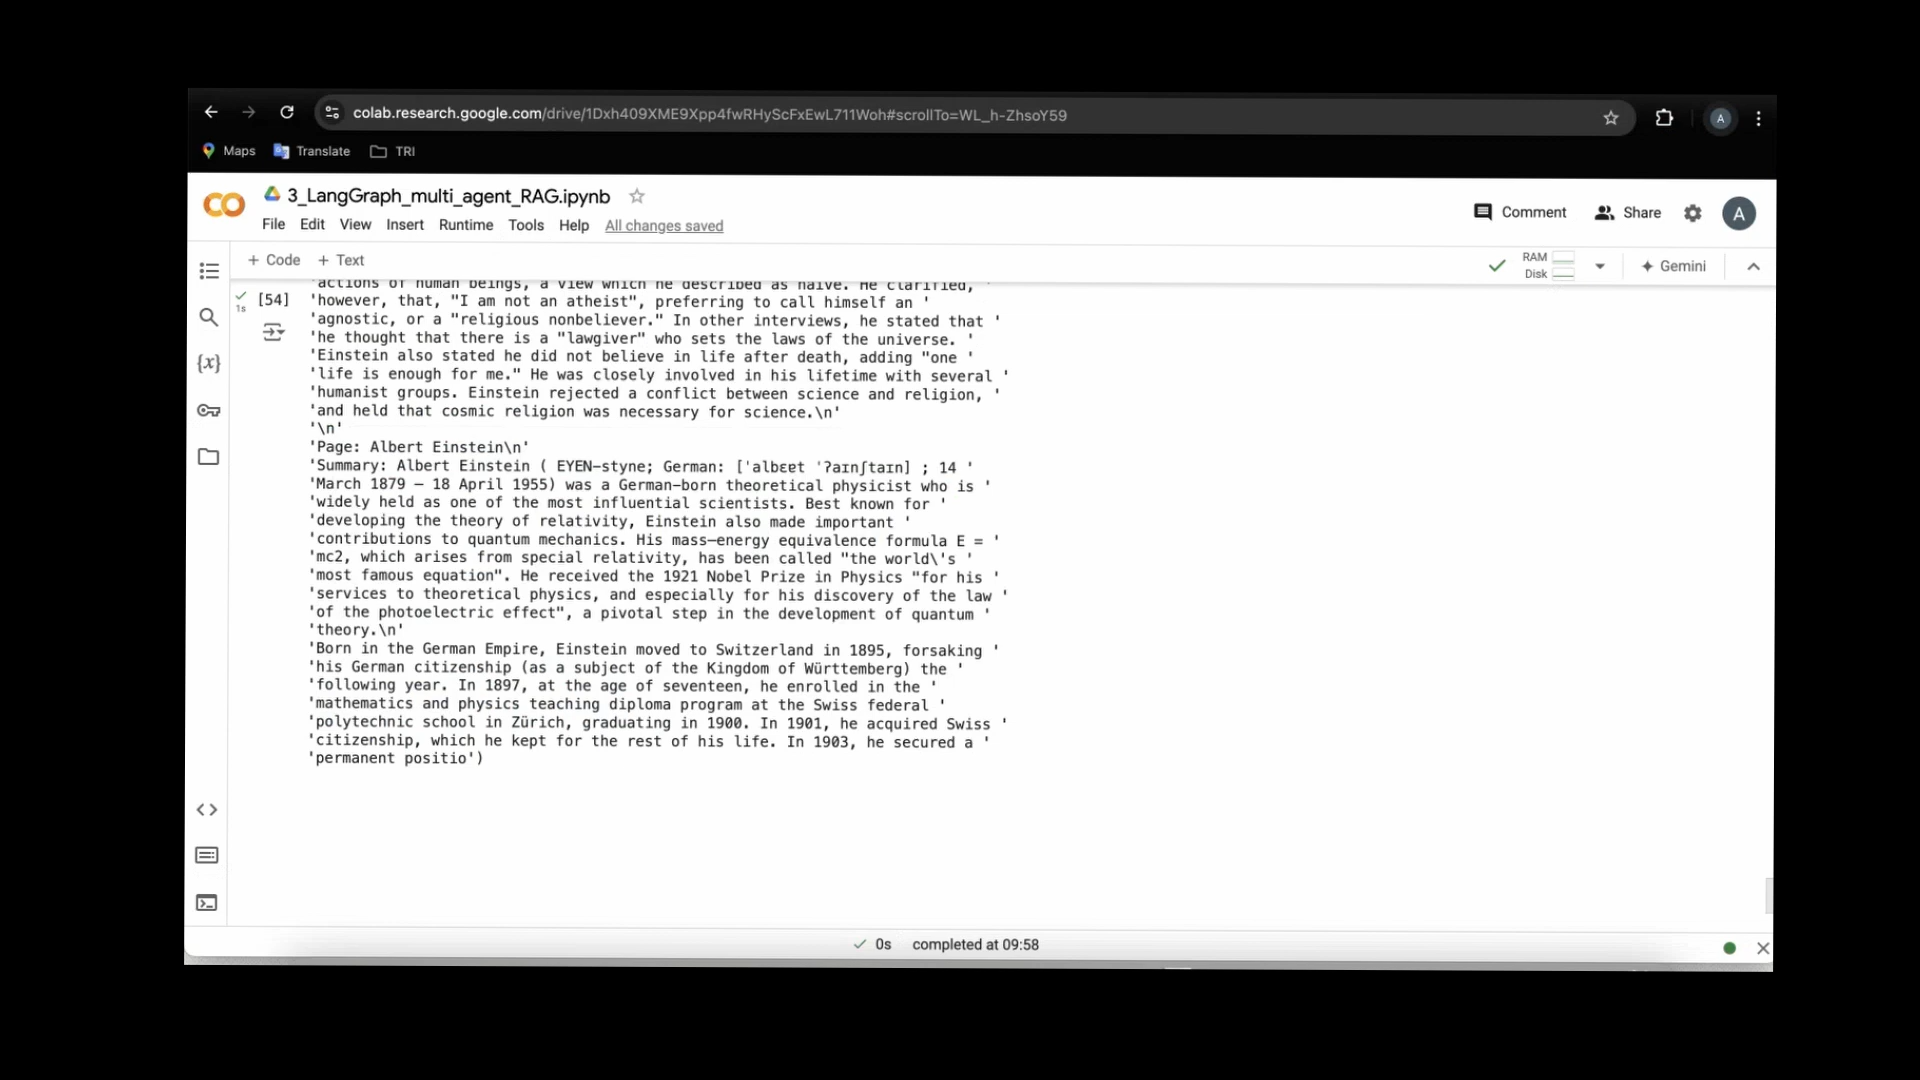 colab.research.google.com/drive/1Dxh409XME9Xpp4fwRHyScFxEwL711Woh#scrollTo=WL_h-ZhsoY59
A
Maps
Translate
TRI
CO
3_LangGraph_multi_agent_RAG.ipynb
File Edit View Insert Runtime Tools Help All changes saved
Comment
Share
A
+ Code + Text
RAM
Disk
Gemini
{x}
1s
[54]
'actions of human beings, a view which he described as naive. He clarified, '
'however, that, "I am not an atheist", preferring to call himself an '
'agnostic, or a "religious nonbeliever." In other interviews, he stated that '
'he thought that there is a "lawgiver" who sets the laws of the universe. '
'Einstein also stated he did not believe in life after death, adding "one '
'life is enough for me." He was closely involved in his lifetime with several '
'humanist groups. Einstein rejected a conflict between science and religion, '
'and held that cosmic religion was necessary for science.\n'
'\n'
'Page: Albert Einstein\n'
'Summary: Albert Einstein ( EYEN-styne; German: [ˈalbɛɐt ˈʔaɪnʃtaɪn] ; 14 '
'March 1879 – 18 April 1955) was a German-born theoretical physicist who is '
'widely held as one of the most influential scientists. Best known for '
'developing the theory of relativity, Einstein also made important '
'contributions to quantum mechanics. His mass–energy equivalence formula E = '
'mc2, which arises from special relativity, has been called "the world\'s '
'most famous equation". He received the 1921 Nobel Prize in Physics "for his '
'services to theoretical physics, and especially for his discovery of the law '
'of the photoelectric effect", a pivotal step in the development of quantum '
'theory.\n'
'Born in the German Empire, Einstein moved to Switzerland in 1895, forsaking '
'his German citizenship (as a subject of the Kingdom of Württemberg) the '
'following year. In 1897, at the age of seventeen, he enrolled in the '
'mathematics and physics teaching diploma program at the Swiss federal '
'polytechnic school in Zürich, graduating in 1900. In 1901, he acquired Swiss '
'citizenship, which he kept for the rest of his life. In 1903, he secured a '
'permanent positio')
0s completed at 09:58